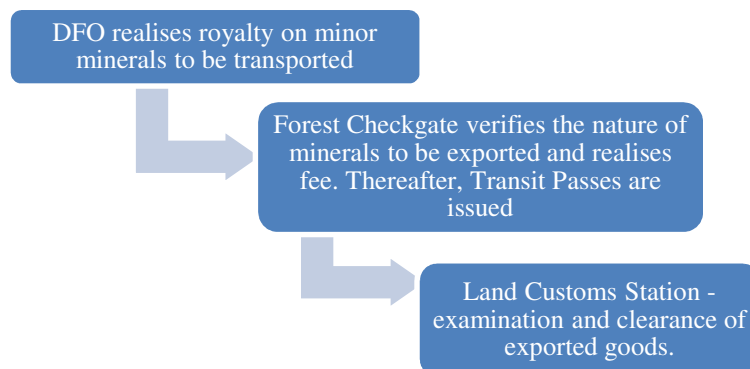 DFO realises royalty on minor
minerals to be transported
Forest Checkgate verifies the nature of
minerals to be exported and realises
fee. Thereafter, Transit Passes are
issued
Land Customs Station -
examination and clearance of
exported goods.